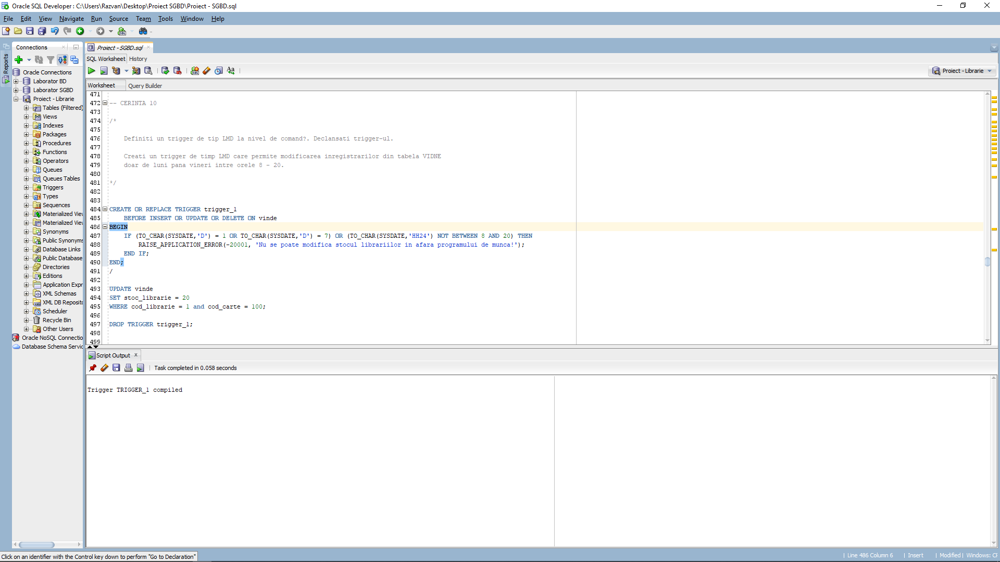 Oracle SQL Developer : C:\Users\Razvan\Desktop\Proiect SGBD\Proiect - SGBD.sql
File Edit View Navigate Run Source Team Tools Window Help
Reports
Connections
Oracle Connections
Laborator BD
Laborator SGBD
Proiect - Librarie
Tables (Filtered)
Views
Indexes
Packages
Procedures
Functions
Operators
Queues
Queues Tables
Triggers
Types
Sequences
Materialized Viev
Materialized Viev
Synonyms
Public Synonyms
Database Links
Public Database
Directories
Editions
Application Expr
XML Schemas
XML DB Reposito
Scheduler
Recycle Bin
Other Users
Oracle NoSQL Connectio
Database Schema Servic
Proiect - SGBD.sql
SQL Worksheet History
Proiect - Librarie
Worksheet Query Builder
471
472 -- CERINTA 10
473
474 /*
475
476 Definiti un trigger de tip LMD la nivel de comand?. Declansati trigger-ul.
477
478 Creati un trigger de timp LMD care permite modificarea inregistrarilor din tabela VIDNE
479 doar de luni pana vineri intre orele 8 - 20.
480
481 */
482
483
484 CREATE OR REPLACE TRIGGER trigger_1
485 BEFORE INSERT OR UPDATE OR DELETE ON vinde
486 BEGIN
487 IF (TO_CHAR(SYSDATE,'D') = 1 OR TO_CHAR(SYSDATE,'D') = 7) OR (TO_CHAR(SYSDATE,'HH24') NOT BETWEEN 8 AND 20) THEN
488 RAISE_APPLICATION_ERROR(-20001, 'Nu se poate modifica stocul librariilor in afara programului de munca!');
489 END IF;
490 END;
491 /
492
493 UPDATE vinde
494 SET stoc_librarie = 20
495 WHERE cod_librarie = 1 and cod_carte = 100;
496
497 DROP TRIGGER trigger_1;
498
499
Script Output
Task completed in 0.058 seconds
Trigger TRIGGER_1 compiled
Click on an identifier with the Control key down to perform "Go to Declaration"
| Line 486 Column 6 | Insert | Modified | Windows: CF